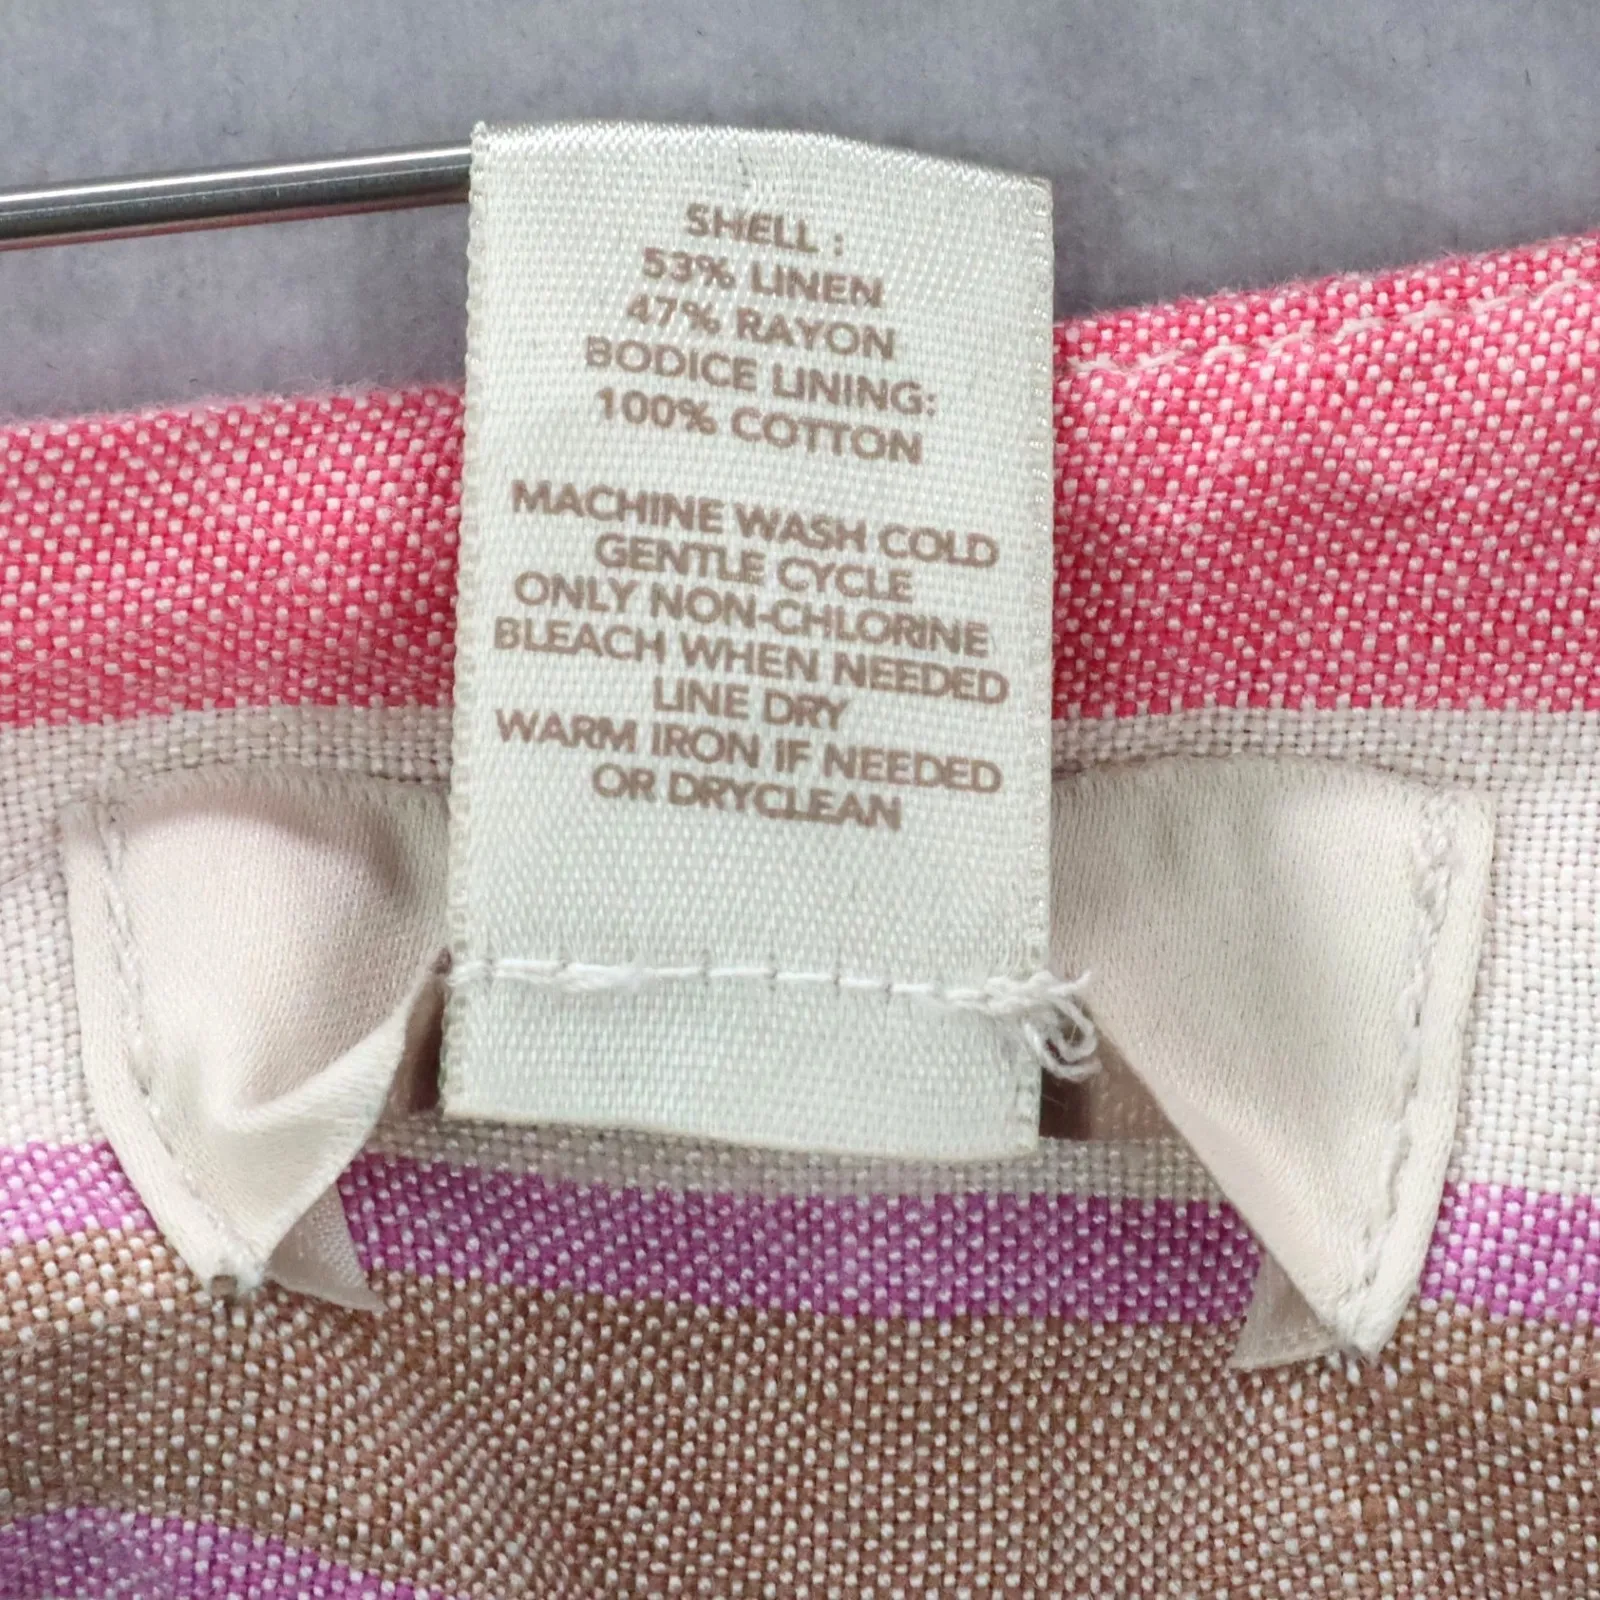 SHELL :
53% LINEN
47% RAYON
BODICE LINING:
100% COTTON
MACHINE WASH COLD
GENTLE CYCLE
ONLY NON-CHLORINE
BLEACH WHEN NEEDED
LINE DRY
WARM IRON IF NEEDED
OR DRYCLEAN